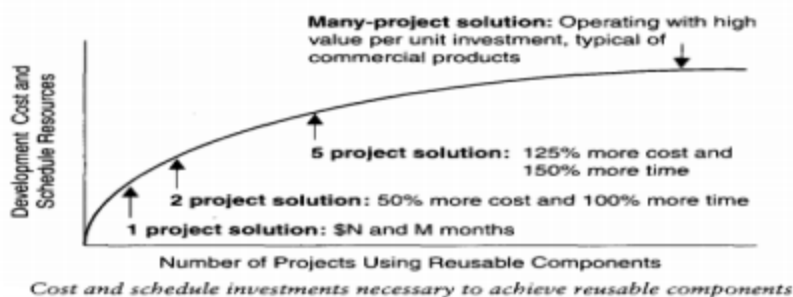 Many-project solution: Operating with high
value per unit investment, typical of
commercial products
Development Cost and
Schedule Resources
5 project solution: 125% more cost and
150% more time
2 project solution: 50% more cost and 100% more time
1 project solution: $N and M months
Number of Projects Using Reusable Components
Cost and schedule investments necessary to achieve reusable components